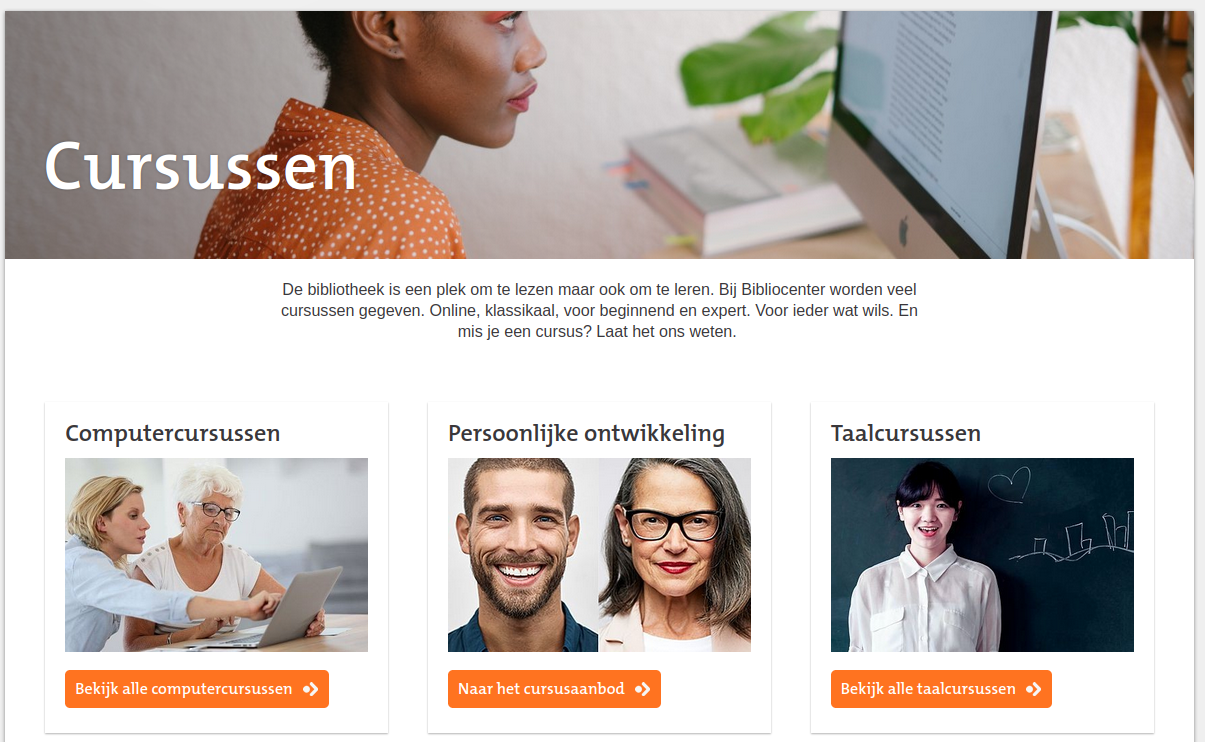 Cursussen
De bibliotheek is een plek om te lezen maar ook om te leren. Bij Bibliocenter worden veel
cursussen gegeven. Online, klassikaal, voor beginnend en expert. Voor ieder wat wils. En
mis je een cursus? Laat het ons weten.
Computercursussen
Persoonlijke ontwikkeling
Taalcursussen
Bekijk alle computercursussen
Naar het cursusaanbod
Bekijk alle taalcursussen